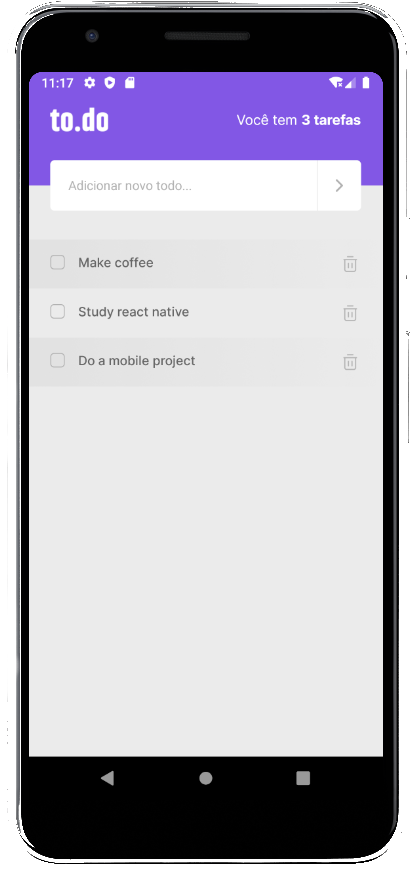 11:17
to.do
Você tem 3 tarefas
Adicionar novo todo...
Make coffee
Study react native
Do a mobile project